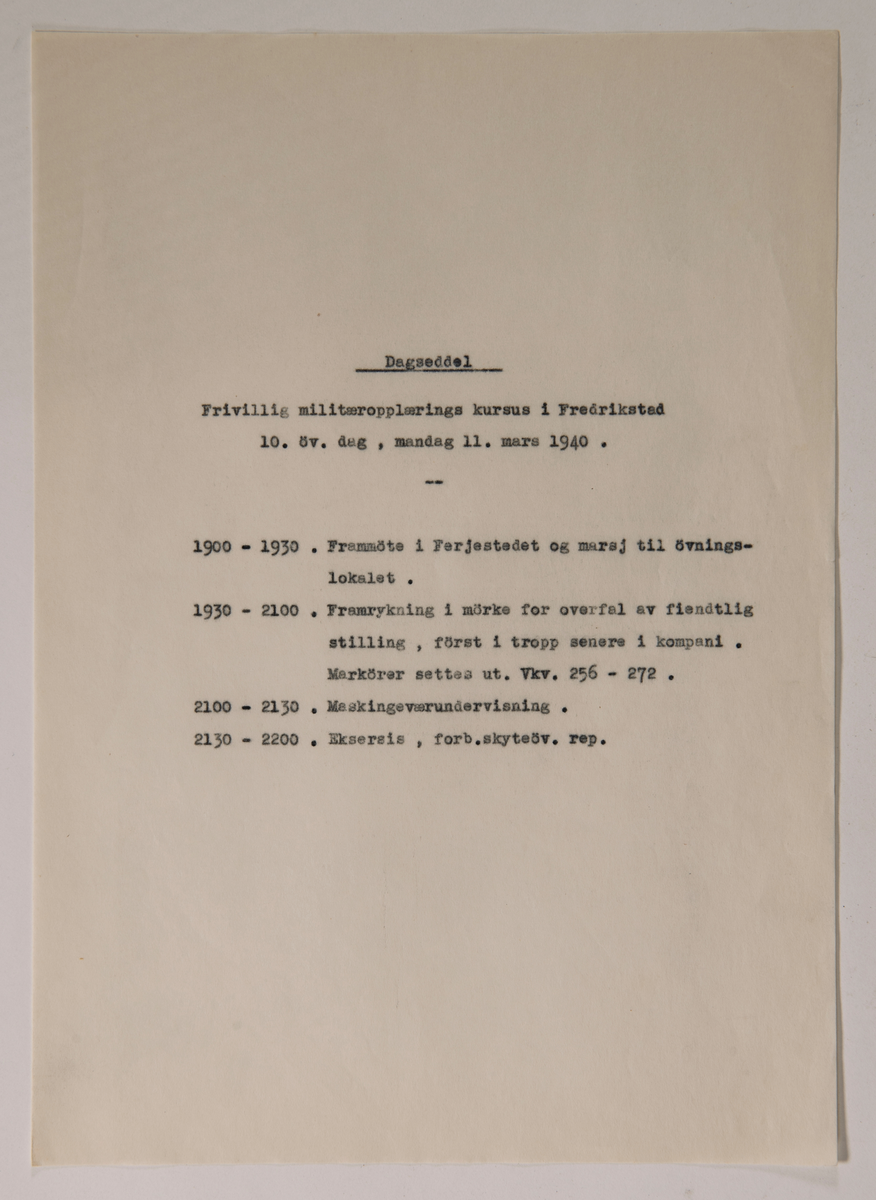 Dagseddel
Frivillig militæropplærings kursus i Fredrikstad
10. öv. dag , mandag 11. mars 1940 .
--
1900 - 1930 . Frammöte i Ferjestedet og marsj til övnings-
lokalet .
1930 - 2100 . Framrykning i mörke for overfal av fiendtlig
stilling , först i tropp senere i kompani .
Markörer settes ut. Vkv. 256 - 272 .
2100 - 2130 . Maskingeværundervisning .
2130 - 2200 . Eksersis , forb.skyteöv. rep.